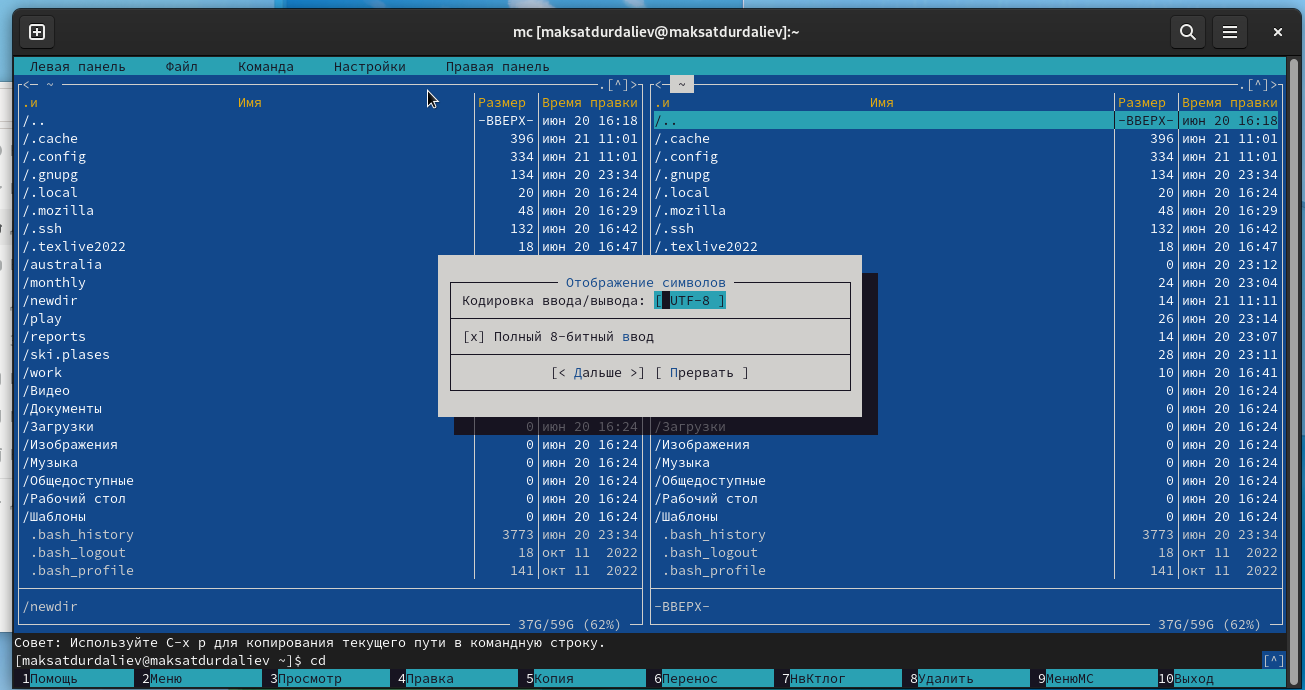 mc [maksatdurdaliev@maksatdurdaliev]:~
Левая панель Файл Команда Настройки Правая панель
<─ ~ .[^]> <─ ~ .[^]>
.и Имя Размер Время правки .и Имя Размер Время правки
/.. -ВВЕРХ- июн 20 16:18 /.. -ВВЕРХ- июн 20 16:18
/.cache 396 июн 21 11:01 /.cache 396 июн 21 11:01
/.config 334 июн 21 11:01 /.config 334 июн 21 11:01
/.gnupg 134 июн 20 23:34 /.gnupg 134 июн 20 23:34
/.local 20 июн 20 16:24 /.local 20 июн 20 16:24
/.mozilla 48 июн 20 16:29 /.mozilla 48 июн 20 16:29
/.ssh 132 июн 20 16:42 /.ssh 132 июн 20 16:42
/.texlive2022 18 июн 20 16:47 /.texlive2022 18 июн 20 16:47
/australia 0 июн 20 23:12
/monthly Отображение символов 24 июн 20 23:04
/newdir Кодировка ввода/вывода: [ UTF-8 ] 14 июн 21 11:11
/play 26 июн 20 23:14
/reports [x] Полный 8-битный ввод 14 июн 20 23:07
/ski.plases 28 июн 20 23:11
/work [< Дальше >] [ Прервать ] 10 июн 20 16:41
/Видео 0 июн 20 16:24
/Документы 0 июн 20 16:24
/Загрузки 0 июн 20 16:24 /Загрузки 0 июн 20 16:24
/Изображения 0 июн 20 16:24 /Изображения 0 июн 20 16:24
/Музыка 0 июн 20 16:24 /Музыка 0 июн 20 16:24
/Общедоступные 0 июн 20 16:24 /Общедоступные 0 июн 20 16:24
/Рабочий стол 0 июн 20 16:24 /Рабочий стол 0 июн 20 16:24
/Шаблоны 0 июн 20 16:24 /Шаблоны 0 июн 20 16:24
.bash_history 3773 июн 20 23:34 .bash_history 3773 июн 20 23:34
.bash_logout 18 окт 11 2022 .bash_logout 18 окт 11 2022
.bash_profile 141 окт 11 2022 .bash_profile 141 окт 11 2022
/newdir -ВВЕРХ-
37G/59G (62%) 37G/59G (62%)
Совет: Используйте C-x p для копирования текущего пути в командную строку.
[maksatdurdaliev@maksatdurdaliev ~]$ cd [^]
1Помощь 2Меню 3Просмотр 4Правка 5Копия 6Перенос 7НвКтлог 8Удалить 9МенюMC 10Выход